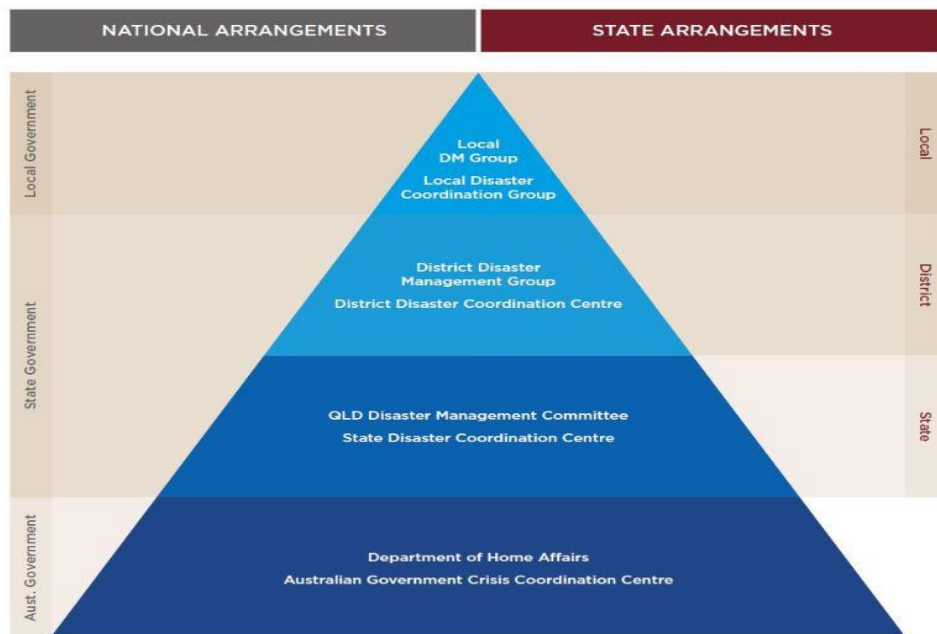 NATIONAL ARRANGEMENTS
STATE ARRANGEMENTS
Local Government
Local
DM Group
Local Disaster
Coordination Group
Local
State Government
District Disaster
Management Group
District Disaster Coordination Centre
District
QLD Disaster Management Committee
State Disaster Coordination Centre
State
Aust. Government
Department of Home Affairs
Australian Government Crisis Coordination Centre